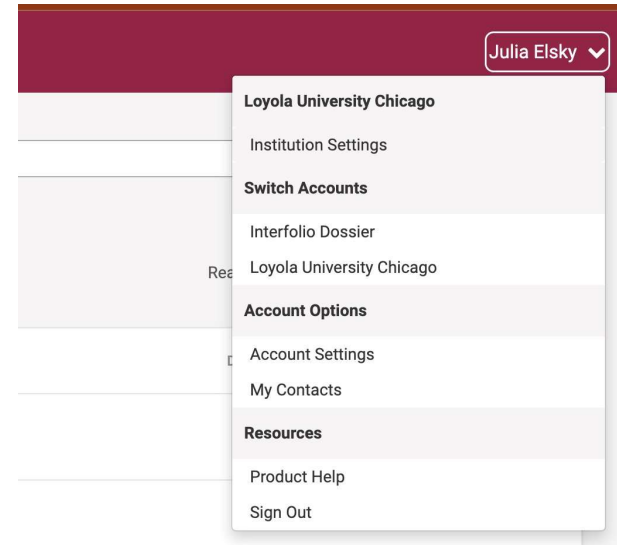 Julia Elsky
Loyola University Chicago
Institution Settings
Switch Accounts
Interfolio Dossier
Loyola University Chicago
Rea
Account Options
Account Settings
My Contacts
Resources
Product Help
Sign Out